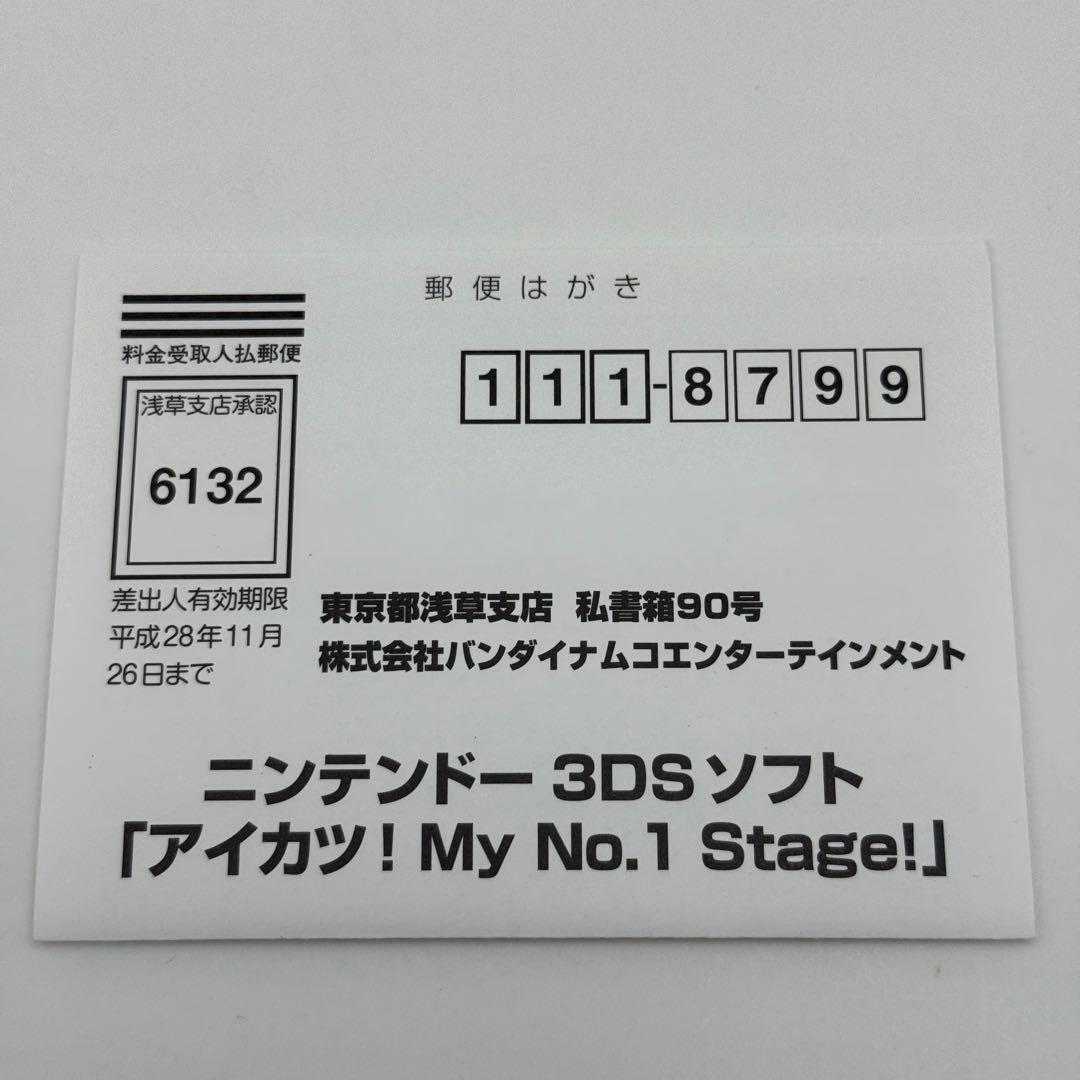 郵便はがき
料金受取人払郵便
111-8799
浅草支店承認
6132
差出人有効期限
平成28年11月
26日まで
東京都浅草支店 私書箱90号
株式会社バンダイナムコエンターテインメント
ニンテンドー 3DSソフト
「アイカツ! My No.1 Stage!」